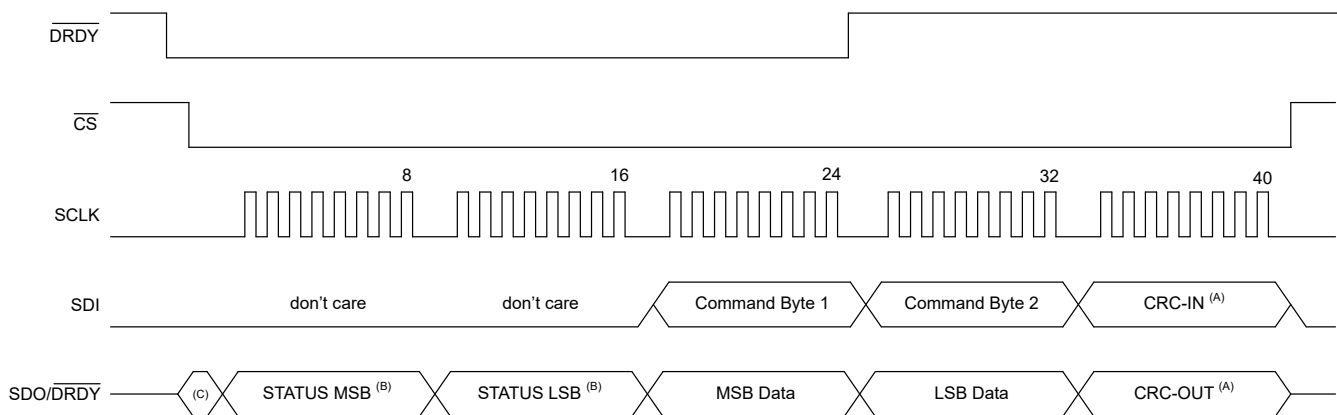 DRDY
CS
8 16 24 32 40
SCLK
SDI don't care don't care Command Byte 1 Command Byte 2 CRC-IN (A)
SDO/DRDY (C) STATUS MSB (B) STATUS LSB (B) MSB Data LSB Data CRC-OUT (A)